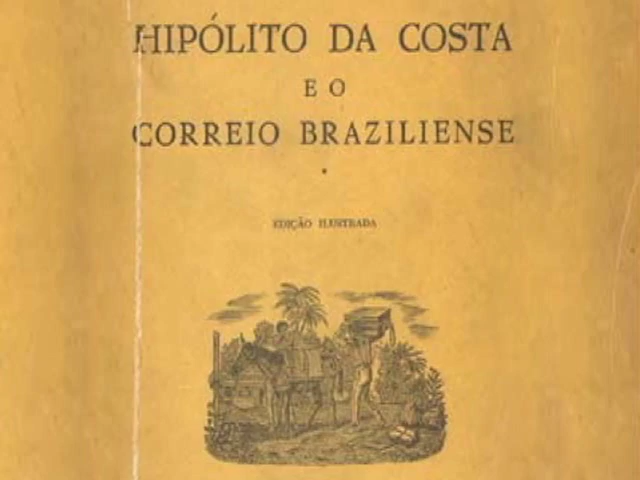 HIPÓLITO DA COSTA
E O
CORREIO BRAZILIENSE
EDIÇÃO ILUSTRADA